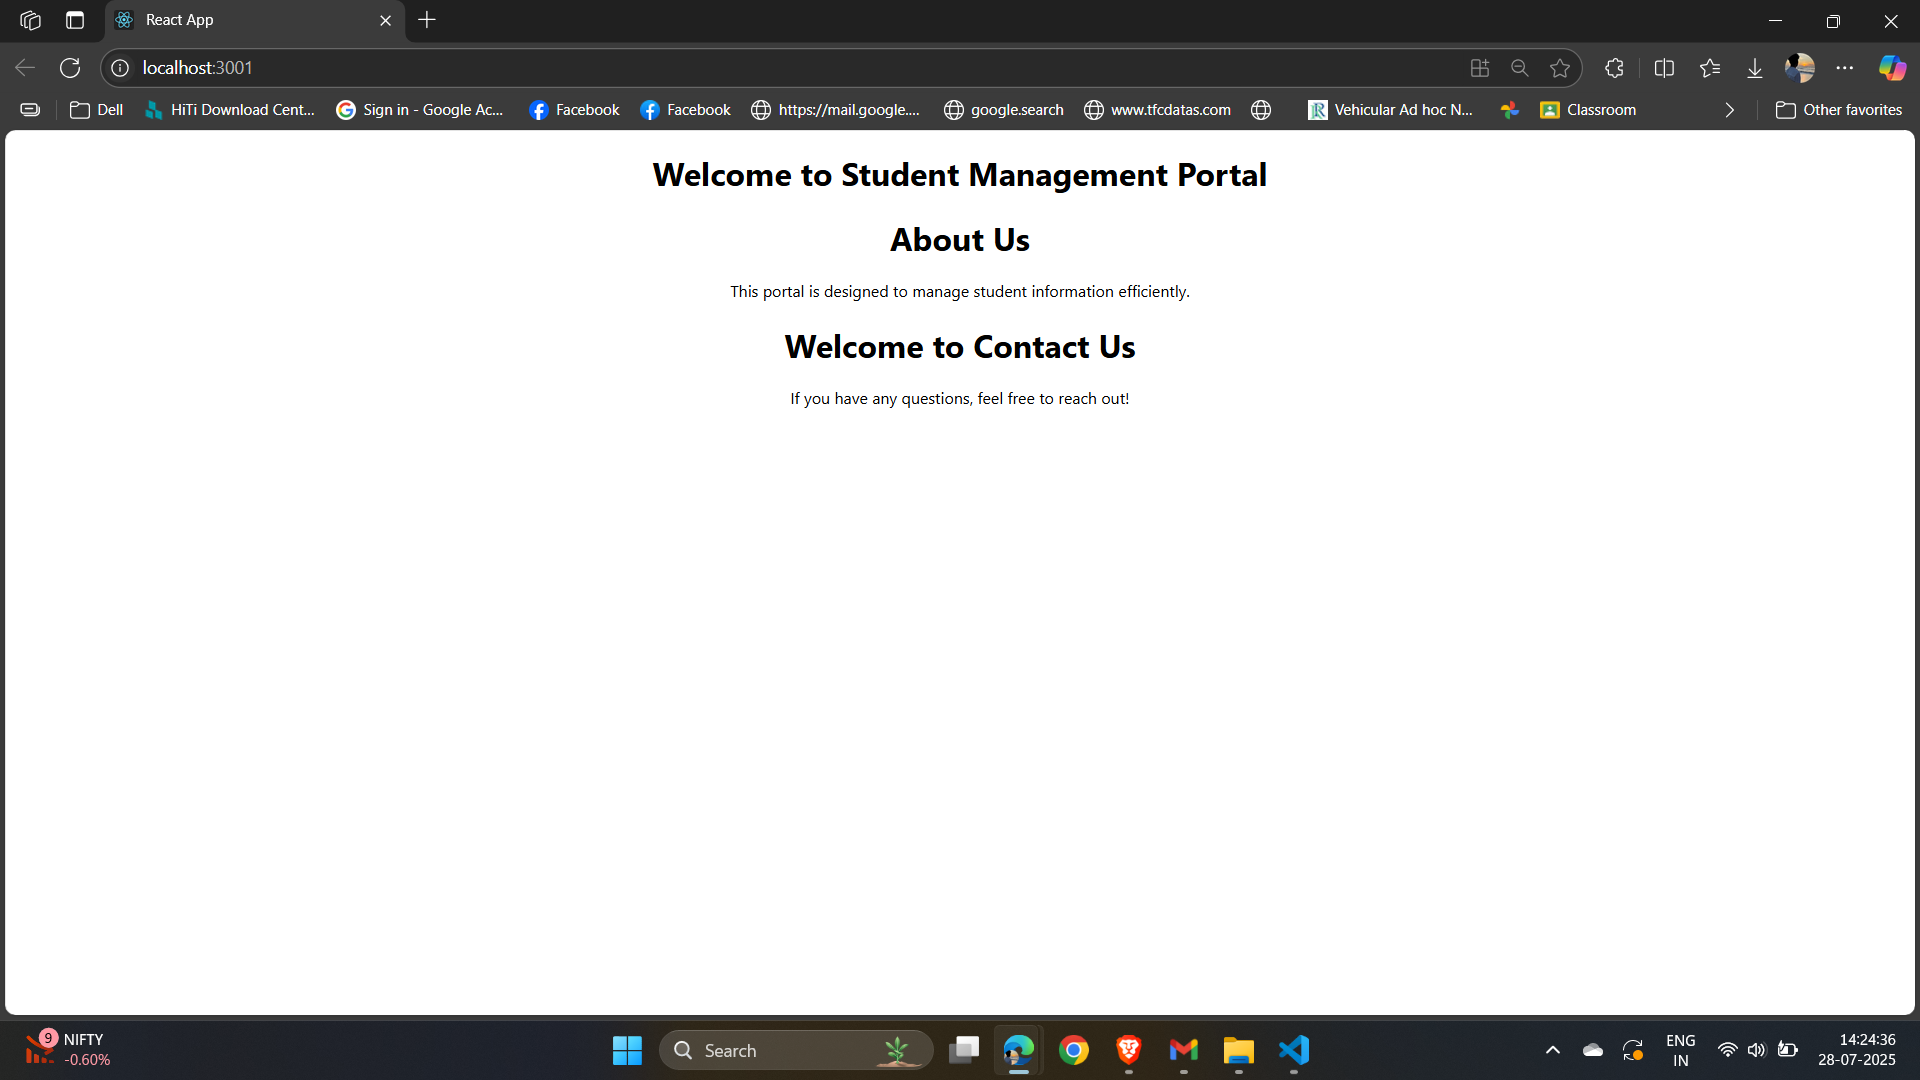 React App
localhost:3001
Dell
HiTi Download Cent...
Sign in - Google Ac...
Facebook
Facebook
https://mail.google....
google.search
www.tfcdatas.com
Vehicular Ad hoc N...
Classroom
Other favorites
Welcome to Student Management Portal
About Us
This portal is designed to manage student information efficiently.
Welcome to Contact Us
If you have any questions, feel free to reach out!
9
NIFTY
-0.60%
Search
ENG
IN
14:24:36
28-07-2025